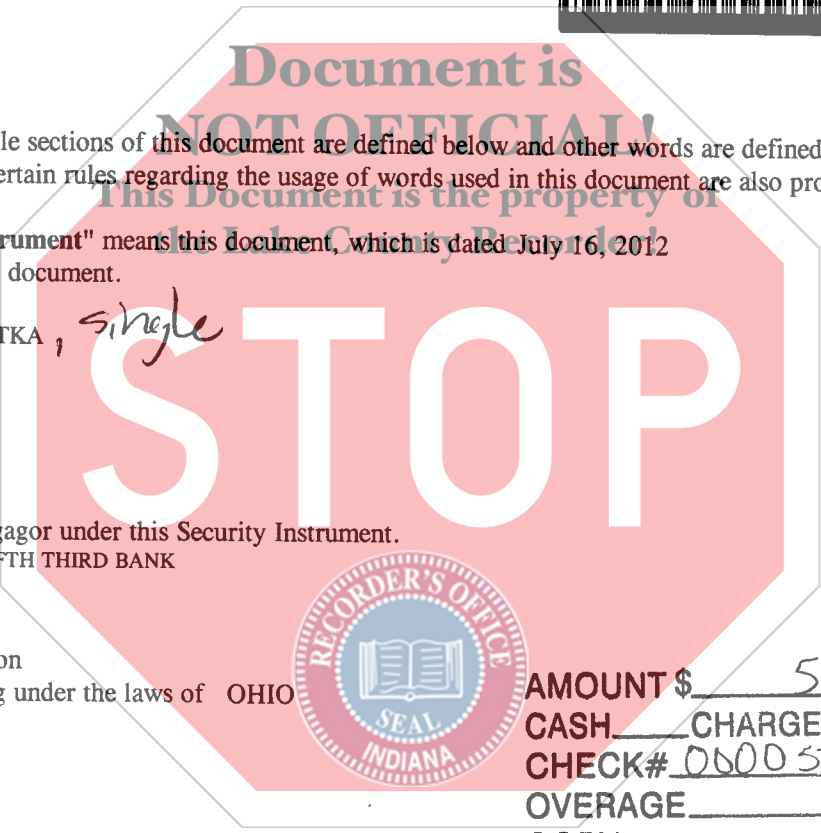 Document is
NOT OFFICIAL!
le sections of this document are defined below and other words are defined
ertain rules regarding the usage of words used in this document are also pro
This Document is the property of
the Lake County Recorder!
rument" means this document, which is dated July 16, 2012
document.
TKA , single
STOP
gagor under this Security Instrument.
FTH THIRD BANK
on
g under the laws of OHIO
RECORDER'S OFFICE
SEAL
INDIANA
AMOUNT $ 5
CASH____CHARGE
CHECK# 00005
OVERAGE